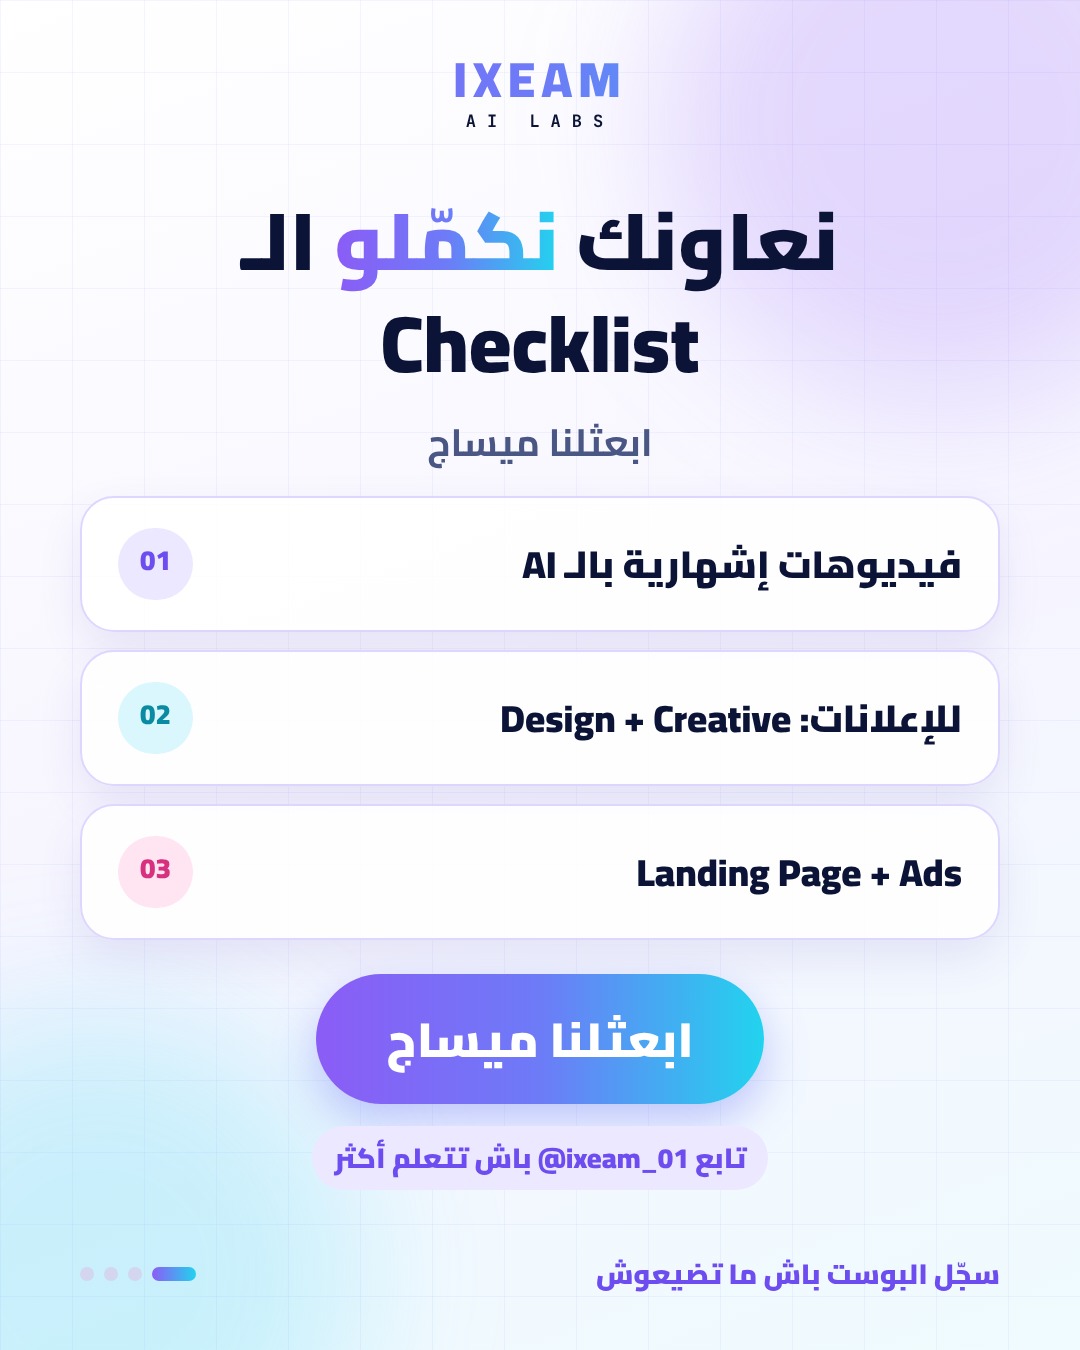 IXEAM
AI LABS
نعاونك نكمّلو الـ
Checklist
ابعثلنا ميساج
فيديوهات إشهارية بالـ AI
01
للإعلانات: Design + Creative
02
Landing Page + Ads
03
ابعثلنا ميساج
تابع @ixeam_01 باش تتعلم أكثر
سجّل البوست باش ما تضيعوش